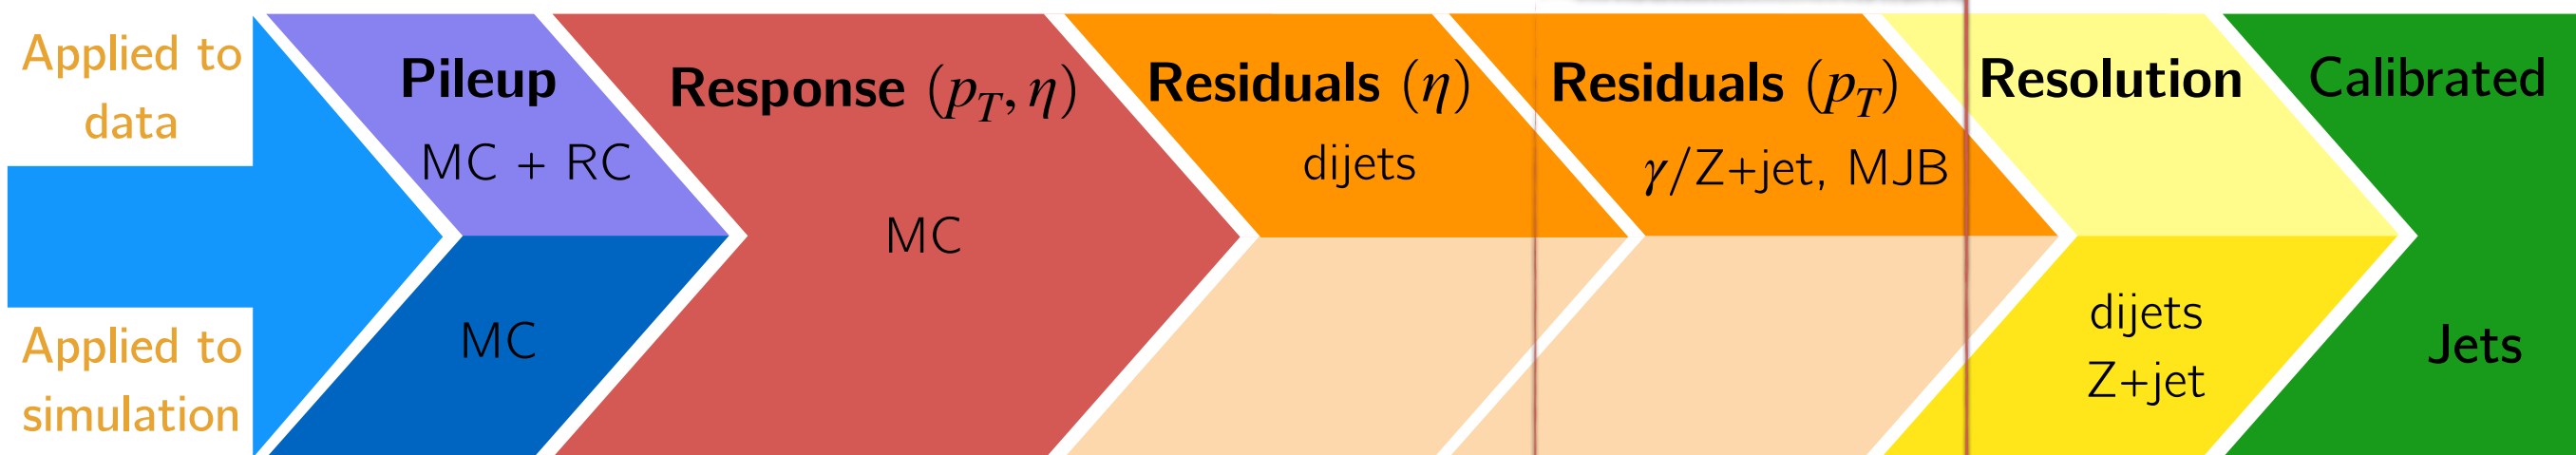 Applied to
data
Applied to
simulation
Pileup
MC + RC
MC
Response (p_T, η)
MC
Residuals (η)
dijets
Residuals (p_T)
γ/Z+jet, MJB
Resolution
dijets
Z+jet
Calibrated
Jets